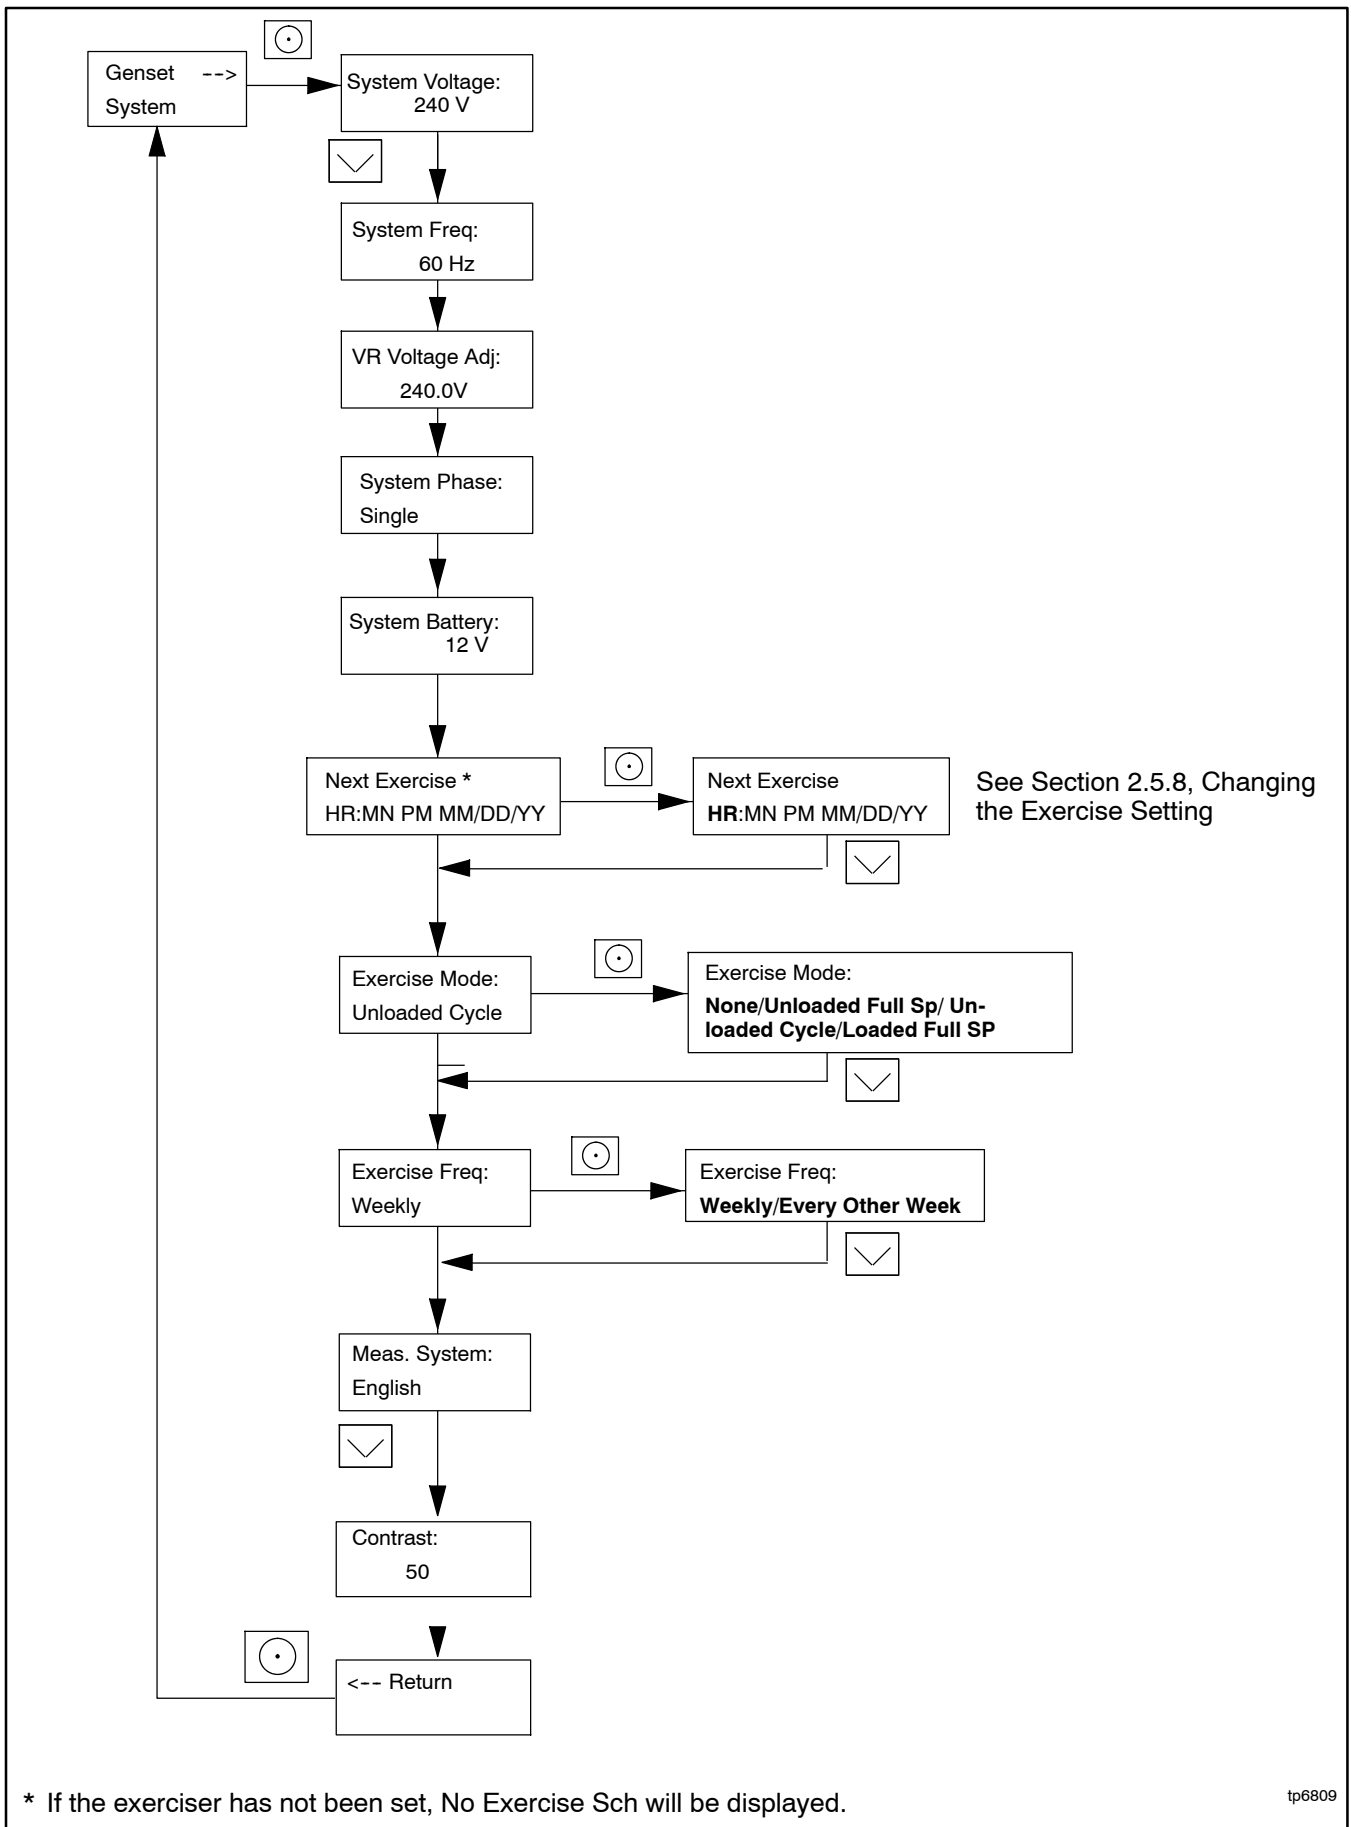 Genset -->
System
System Voltage:
240 V
System Freq:
60 Hz
VR Voltage Adj:
240.0V
System Phase:
Single
System Battery:
12 V
Next Exercise *
HR:MN PM MM/DD/YY
Next Exercise
HR:MN PM MM/DD/YY
See Section 2.5.8, Changing
the Exercise Setting
Exercise Mode:
Unloaded Cycle
Exercise Mode:
None/Unloaded Full Sp/ Un-
loaded Cycle/Loaded Full SP
Exercise Freq:
Weekly
Exercise Freq:
Weekly/Every Other Week
Meas. System:
English
Contrast:
50
<-- Return
* If the exerciser has not been set, No Exercise Sch will be displayed.
tp6809